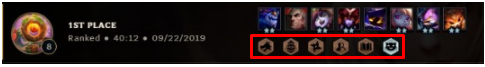 1ST PLACE
Ranked • 40:12 • 09/22/2019
8